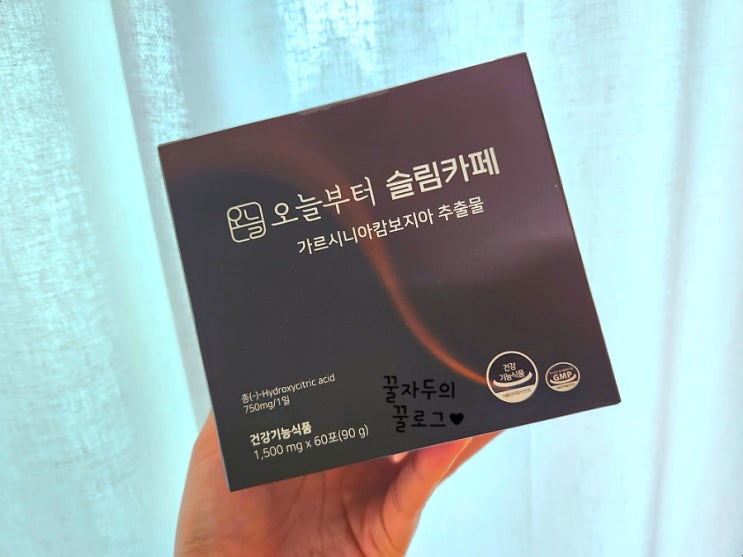 오늘 오늘부터 슬림카페
가르시니아캄보지아 추출물
총(-)-Hydroxycitric acid
750mg/1일
건강기능식품
1,500 mg x 60포(90 g)
꿀자두의
꿀로그♥
건강
기능식품
GMP